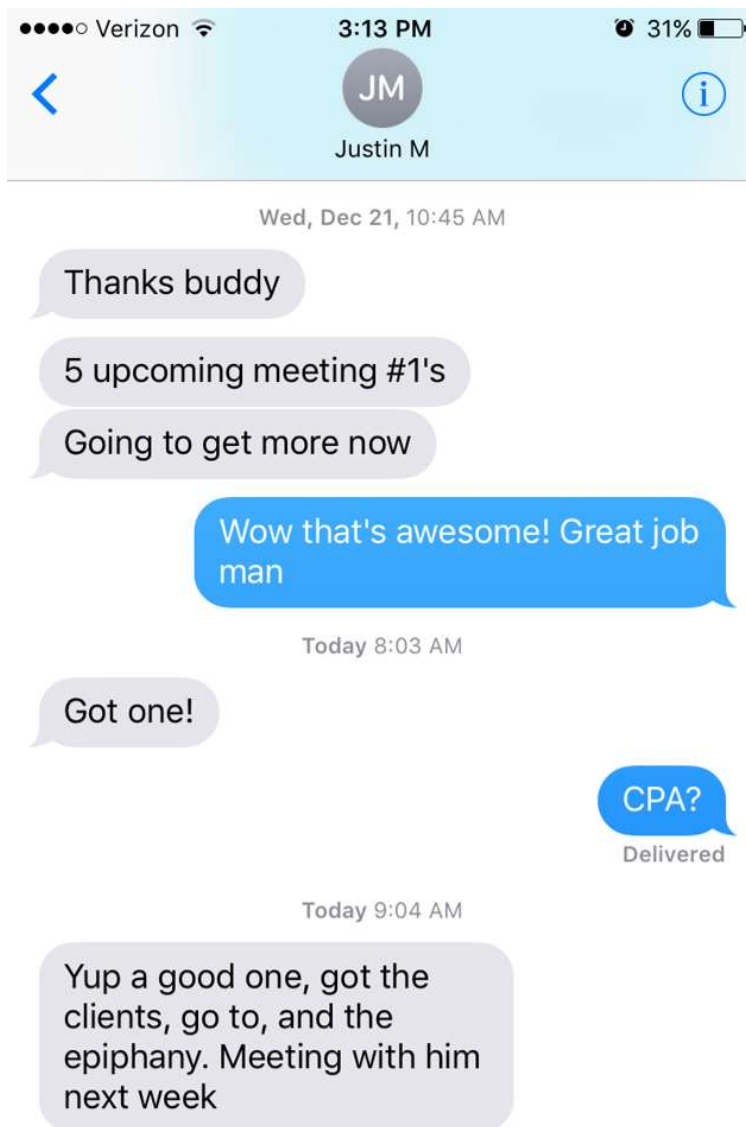 Verizon 3:13 PM 31%
JM
Justin M
Wed, Dec 21, 10:45 AM
Thanks buddy
5 upcoming meeting #1's
Going to get more now
Wow that's awesome! Great job
man
Today 8:03 AM
Got one!
CPA?
Delivered
Today 9:04 AM
Yup a good one, got the
clients, go to, and the
epiphany. Meeting with him
next week